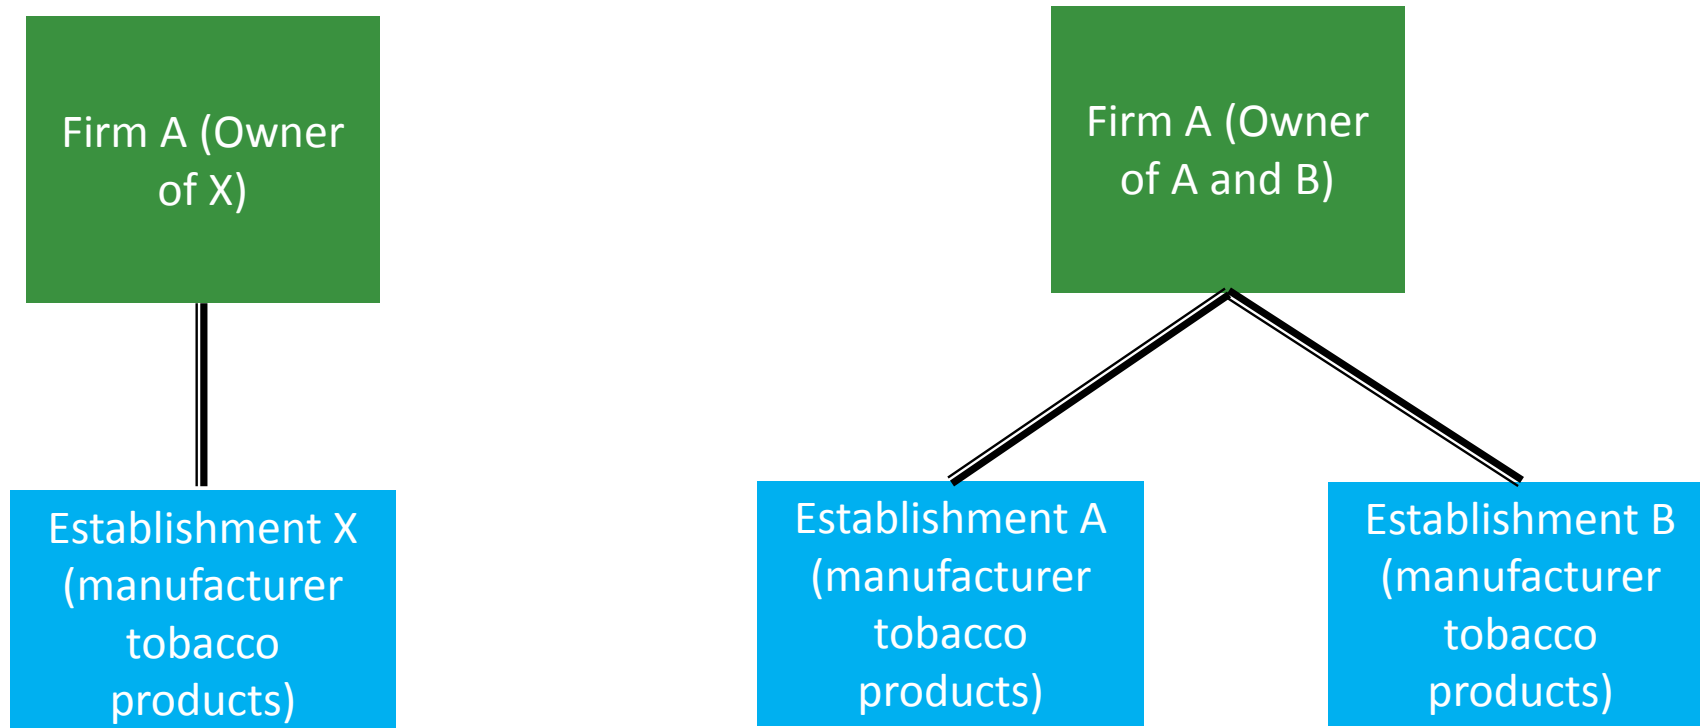 Firm A (Owner
of X)
Firm A (Owner
of A and B)
Establishment X
(manufacturer
tobacco
products)
Establishment A
(manufacturer
tobacco
products)
Establishment B
(manufacturer
tobacco
products)